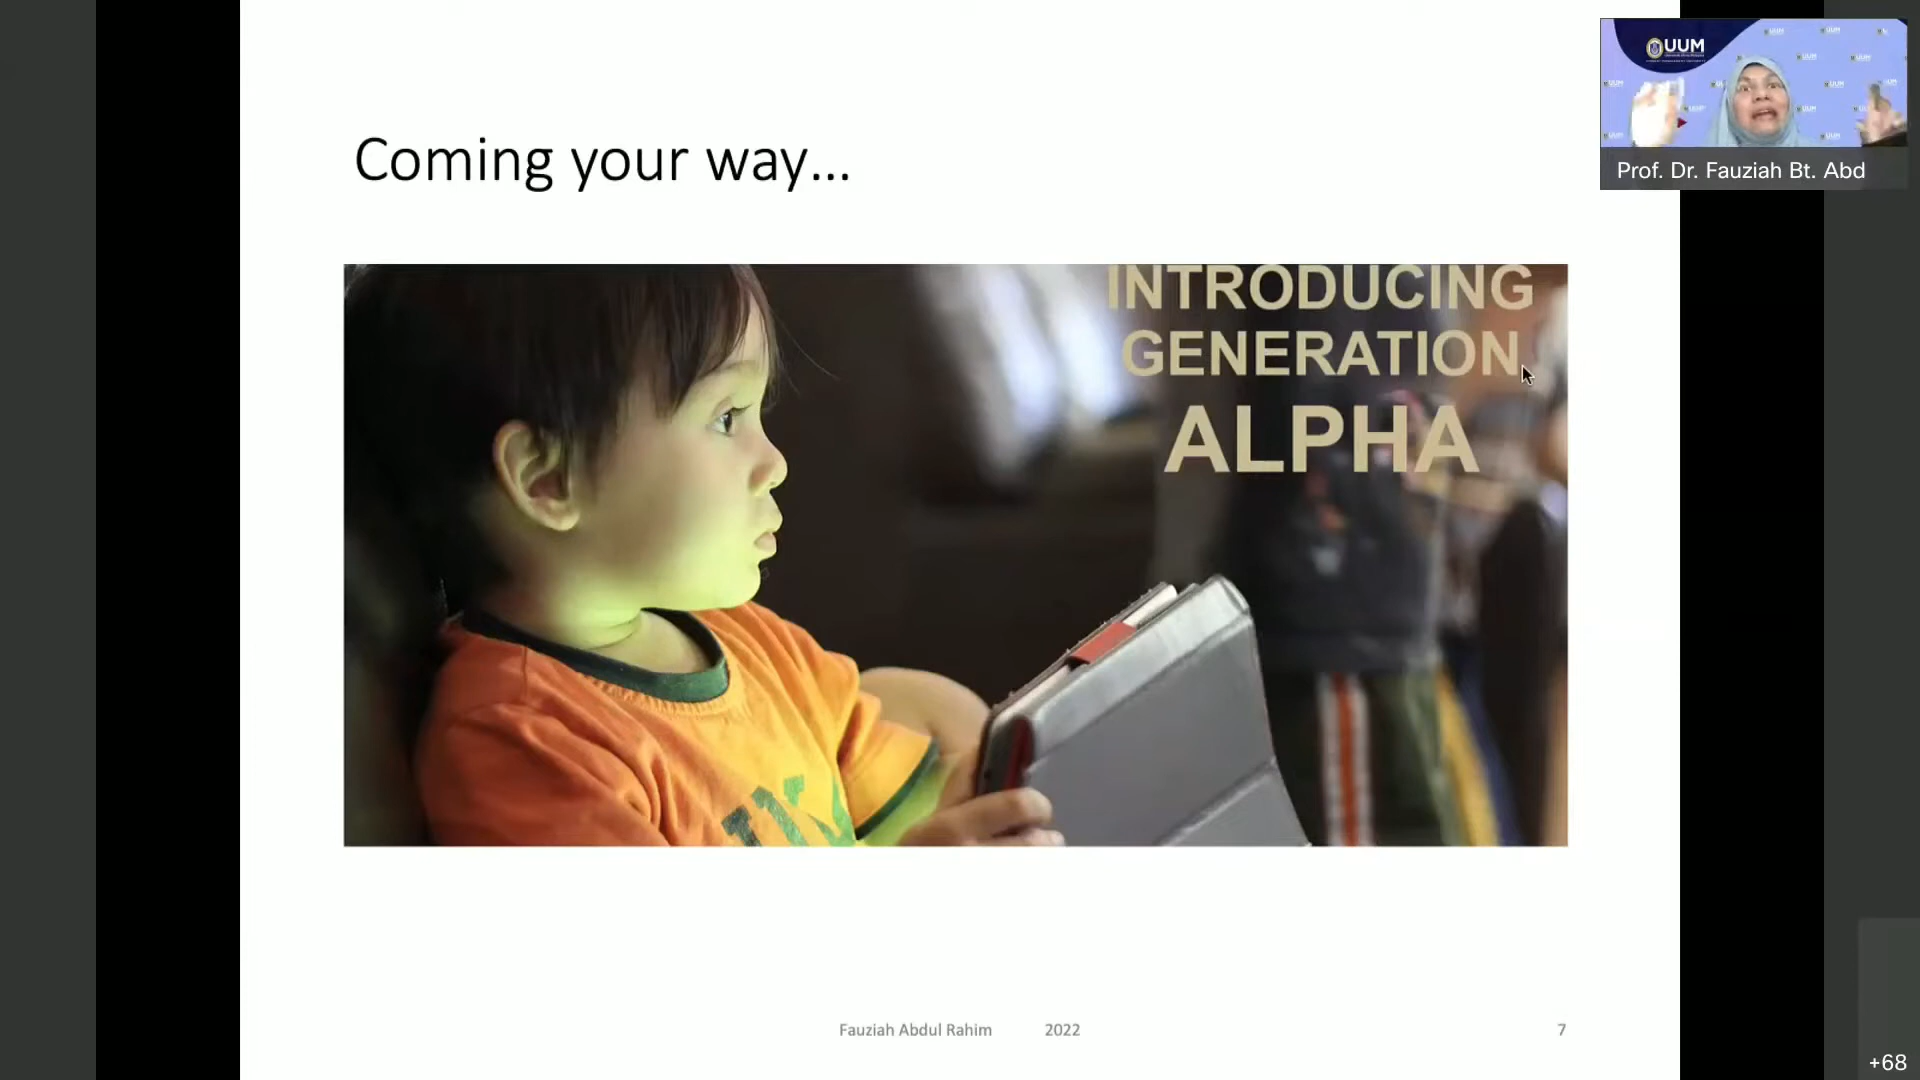 Coming your way...
INTRODUCING
GENERATION
ALPHA
Fauziah Abdul Rahim
2022
7
UUM
Prof. Dr. Fauziah Bt. Abd
+68